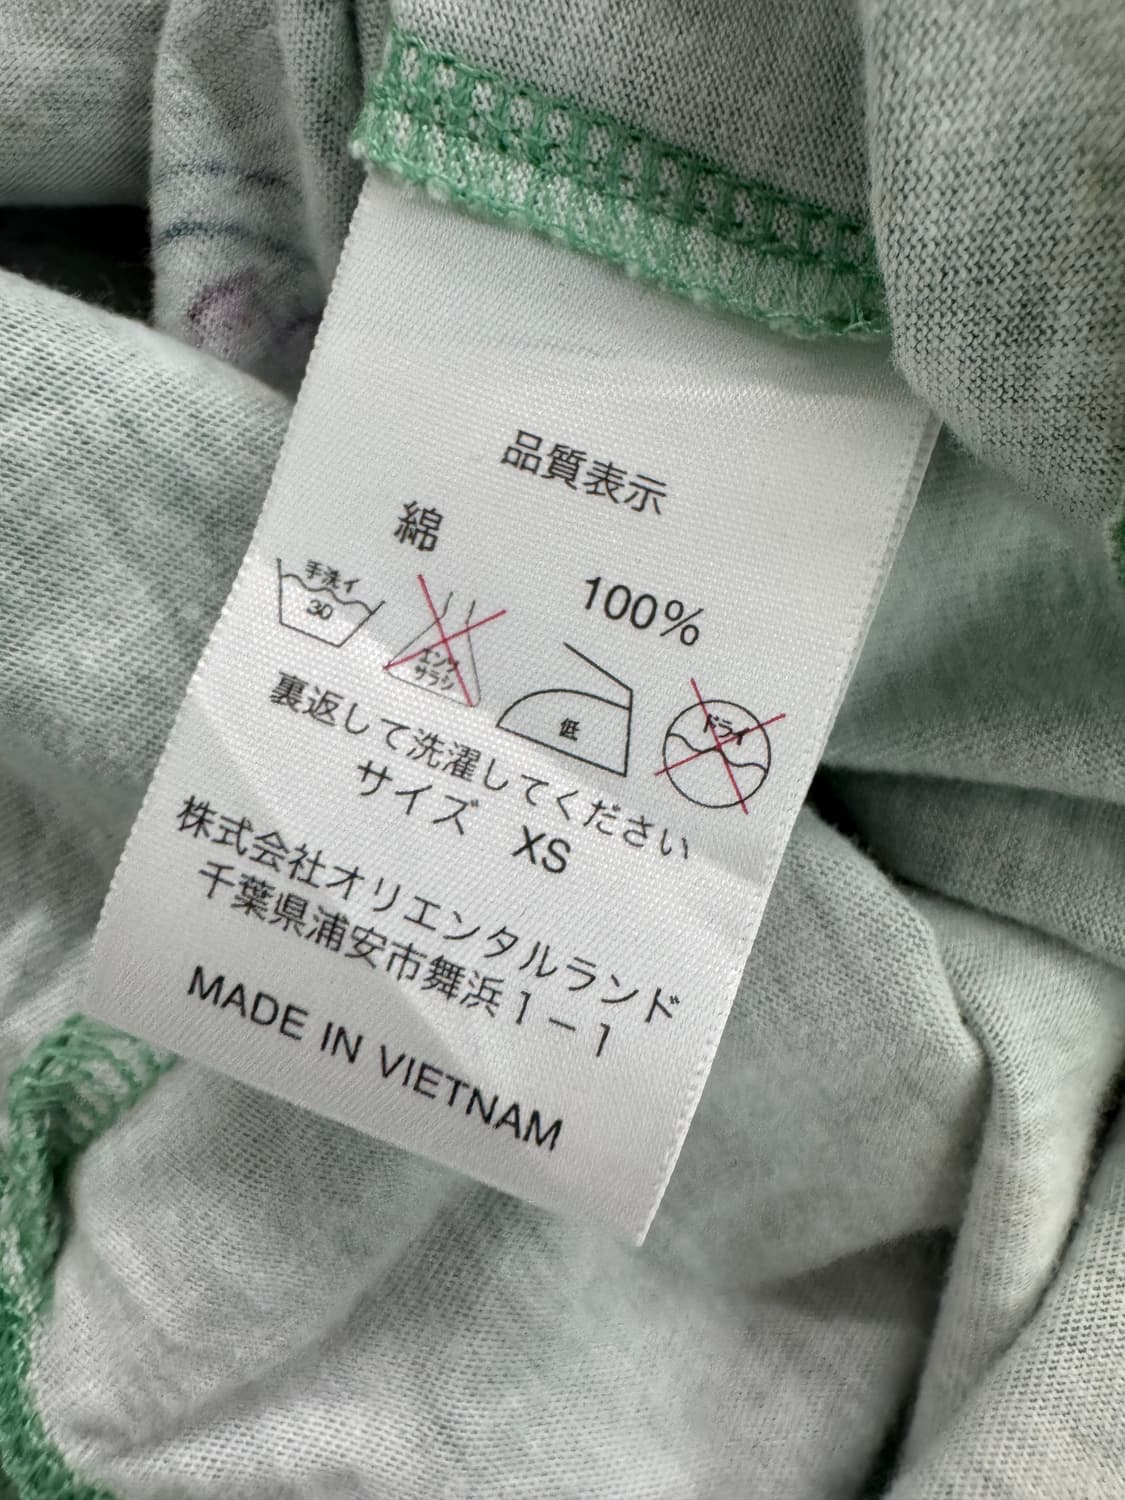 品質表示
綿
100%
手洗イ
30
エンソ
サラシ
低
ドライ
裏返して洗濯してください
サイズ XS
株式会社オリエンタルランド
千葉県浦安市舞浜1-1
MADE IN VIETNAM